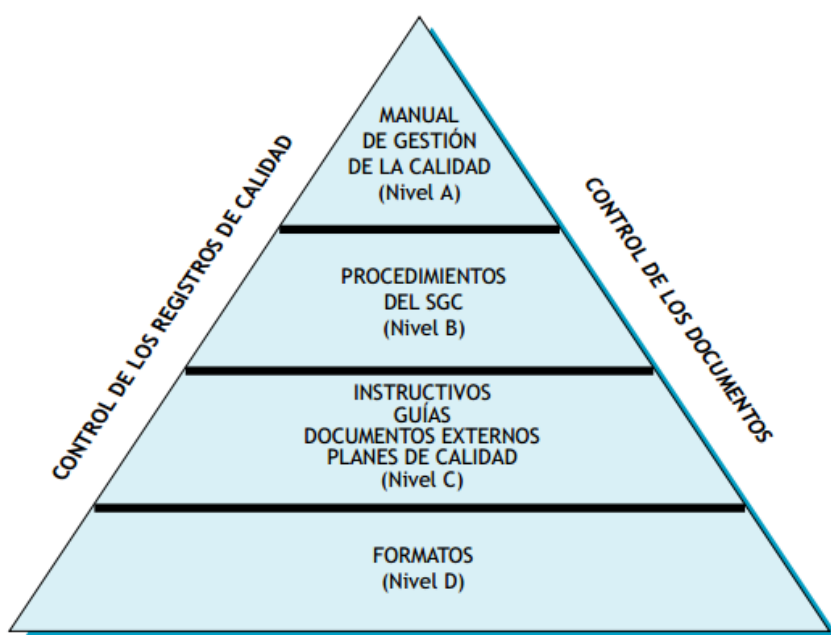 MANUAL
DE GESTIÓN
DE LA CALIDAD
(Nivel A)
CONTROL DE LOS REGISTROS DE CALIDAD
CONTROL DE LOS DOCUMENTOS
PROCEDIMIENTOS
DEL SGC
(Nivel B)
INSTRUCTIVOS
GUÍAS
DOCUMENTOS EXTERNOS
PLANES DE CALIDAD
(Nivel C)
FORMATOS
(Nivel D)